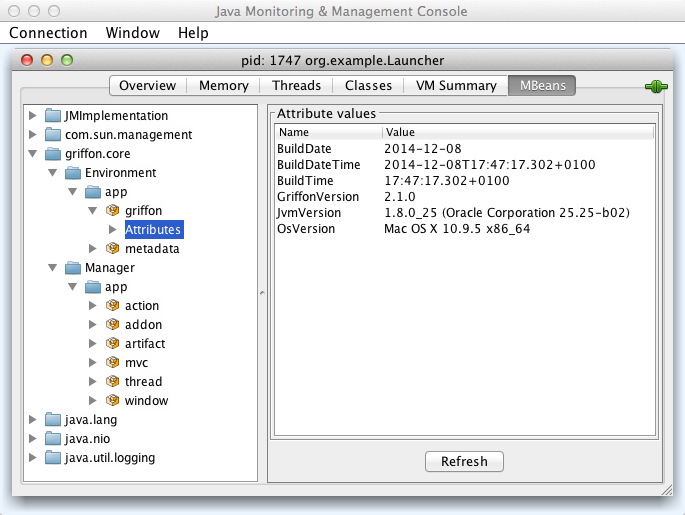 Java Monitoring & Management Console
Connection Window Help
pid: 1747 org.example.Launcher
Overview Memory Threads Classes VM Summary MBeans
JMImplementation
com.sun.management
griffon.core
Environment
app
griffon
Attributes
metadata
Manager
app
action
addon
artifact
mvc
thread
window
java.lang
java.nio
java.util.logging
Attribute values
Name Value
BuildDate 2014-12-08
BuildDateTime 2014-12-08T17:47:17.302+0100
BuildTime 17:47:17.302+0100
GriffonVersion 2.1.0
JvmVersion 1.8.0_25 (Oracle Corporation 25.25-b02)
OsVersion Mac OS X 10.9.5 x86_64
Refresh